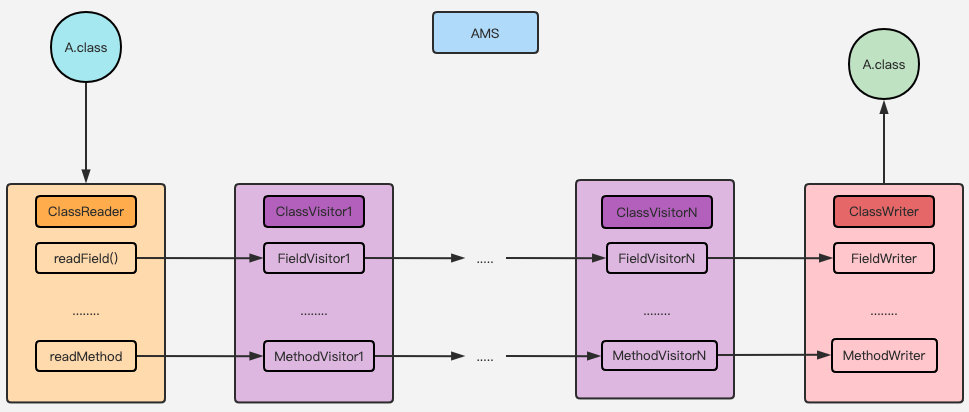 A.class
AMS
A.class
ClassReader
readField()
........
readMethod
ClassVisitor1
FieldVisitor1
........
MethodVisitor1
.....
.....
ClassVisitorN
FieldVisitorN
........
MethodVisitorN
ClassWriter
FieldWriter
........
MethodWriter